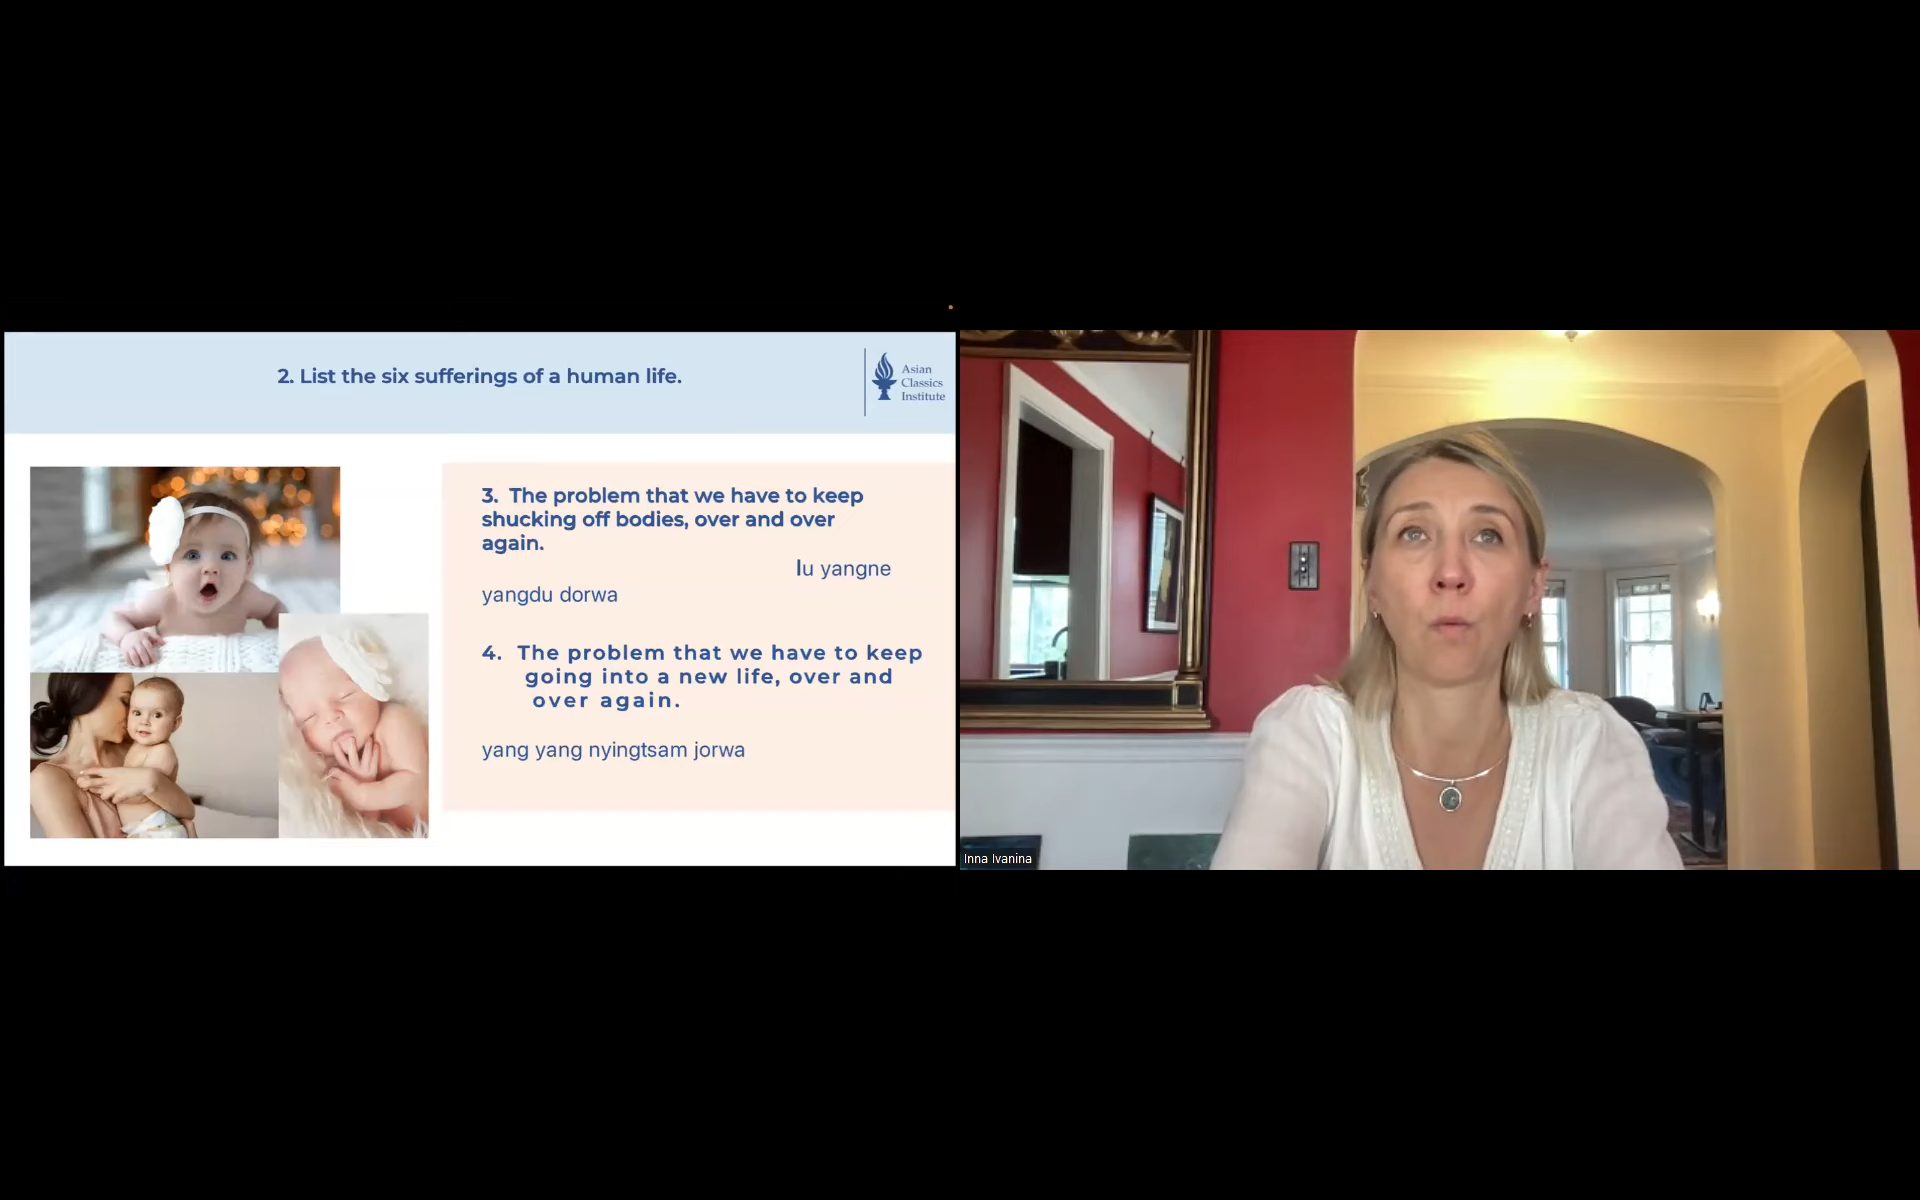 2. List the six sufferings of a human life.
Asian
Classics
Institute
3. The problem that we have to keep
shucking off bodies, over and over
again.
lu yangne
yangdu dorwa
4. The problem that we have to keep
going into a new life, over and
over again.
yang yang nyingtsam jorwa
Inna Ivanina